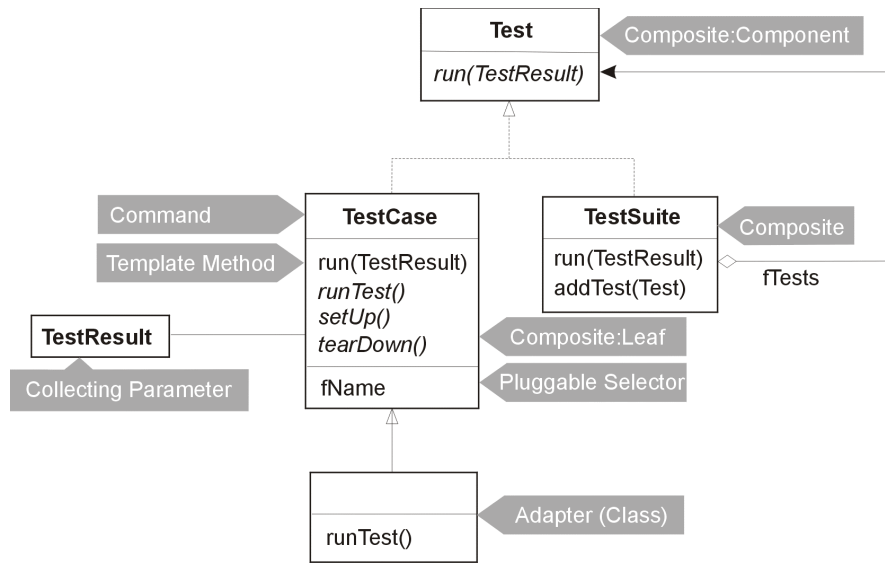 Test
Composite:Component
run(TestResult)
Command
TestCase
TestSuite
Composite
Template Method
run(TestResult)
runTest()
setUp()
tearDown()
run(TestResult)
addTest(Test)
fTests
TestResult
Composite:Leaf
Collecting Parameter
fName
Pluggable Selector
Adapter (Class)
runTest()